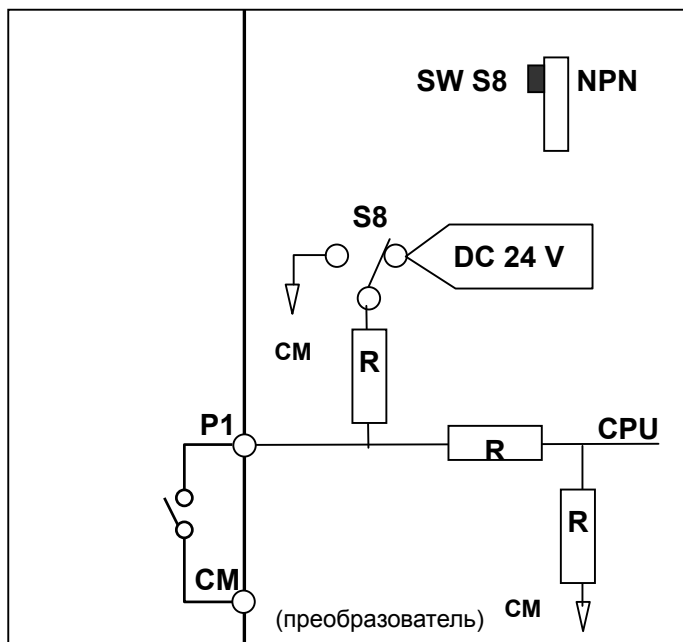 SW S8 NPN
S8
DC 24 V
CM
R
P1
R
CPU
R
CM
(преобразователь) CM